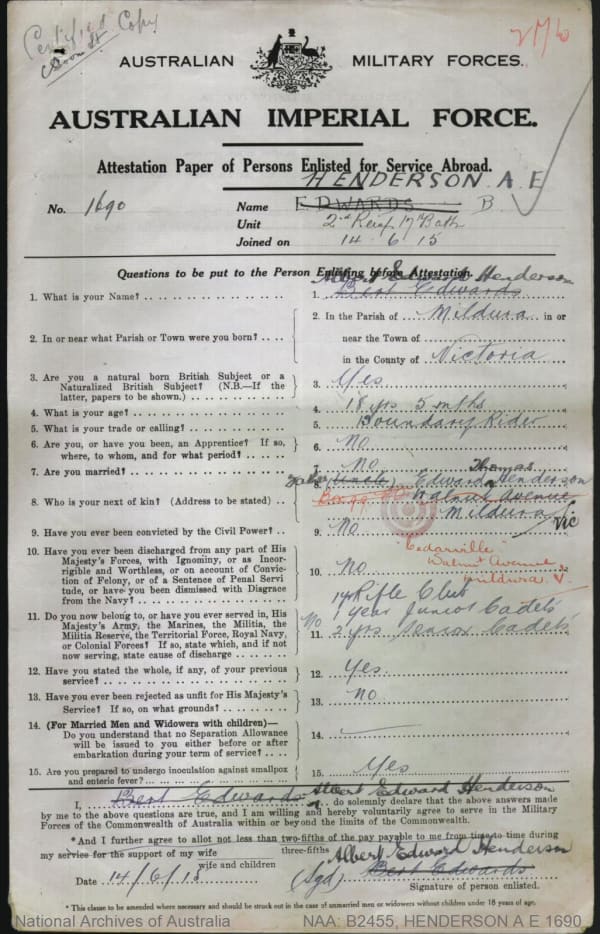 Certified Copy
2176
AUSTRALIAN MILITARY FORCES.
AUSTRALIAN IMPERIAL FORCE.
Attestation Paper of Persons Enlisted for Service Abroad.
HENDERSON A E
No. 1690 Name EDWARDS B
Unit 2nd Reinf 17th Battn
Joined on 14 6 15
Questions to be put to the Person Enlisting before Attestation.
Albert Edward Henderson
1. What is your Name? 1. Bert Edwards
2. In or near what Parish or Town were you born? 2. In the Parish of Mildura in or
near the Town of
in the County of Victoria
3. Are you a natural born British Subject or a
Naturalized British Subject? (N.B.—If the
latter, papers to be shown.) 3. Yes
4. What is your age? 4. 18 yrs 5 mths
5. What is your trade or calling? 5. Boundary Rider
6. Are you, or have you been, an Apprentice? If so,
where, to whom, and for what period? 6. No
7. Are you married? 7. No
8. Who is your next of kin? (Address to be stated) 8. (Uncle) Edward Thomas Henderson
Walnut Avenue
Mildura Vic
9. Have you ever been convicted by the Civil Power? 9. No
"Cedarville"
Walnut Avenue
Mildura V.
10. Have you ever been discharged from any part of His
Majesty's Forces, with Ignominy, or as Incor-
rigible and Worthless, or on account of Convic-
tion of Felony, or of a Sentence of Penal Servi
tude, or have you been dismissed with Disgrace
from the Navy? 10. No
11. Do you now belong to, or have you ever served in, His
Majesty's Army, the Marines, the Militia, the
Militia Reserve, the Territorial Force, Royal Navy,
or Colonial Forces? If so, state which, and if not
now serving, state cause of discharge 11. No
Rifle Club
1 year Junior Cadets
2 yrs Senior Cadets
12. Have you stated the whole, if any, of your previous
service? 12. Yes
13. Have you ever been rejected as unfit for His Majesty's
Service? If so, on what grounds? 13. No
14. (For Married Men and Widowers with children)—
Do you understand that no Separation Allowance
will be issued to you either before or after
embarkation during your term of service? 14. —
15. Are you prepared to undergo inoculation against smallpox
and enteric fever? 15. Yes
I, Bert Edwards Albert Edward Henderson do solemnly declare that the above answers made
by me to the above questions are true, and I am willing and hereby voluntarily agree to serve in the Military
Forces of the Commonwealth of Australia within or beyond the limits of the Commonwealth.
*And I further agree to allot not less than two-fifths of the pay payable to me from time to time during
three-fifths
my service for the support of my wife
wife and children
Albert Edward Henderson
Date 14/6/15 (Sgd) Bert Edwards
Signature of person enlisted.
* This clause to be amended where necessary and should be struck out in the case of unmarried men or widowers without children under 18 years of age.
National Archives of Australia NAA: B2455, HENDERSON A E 1690